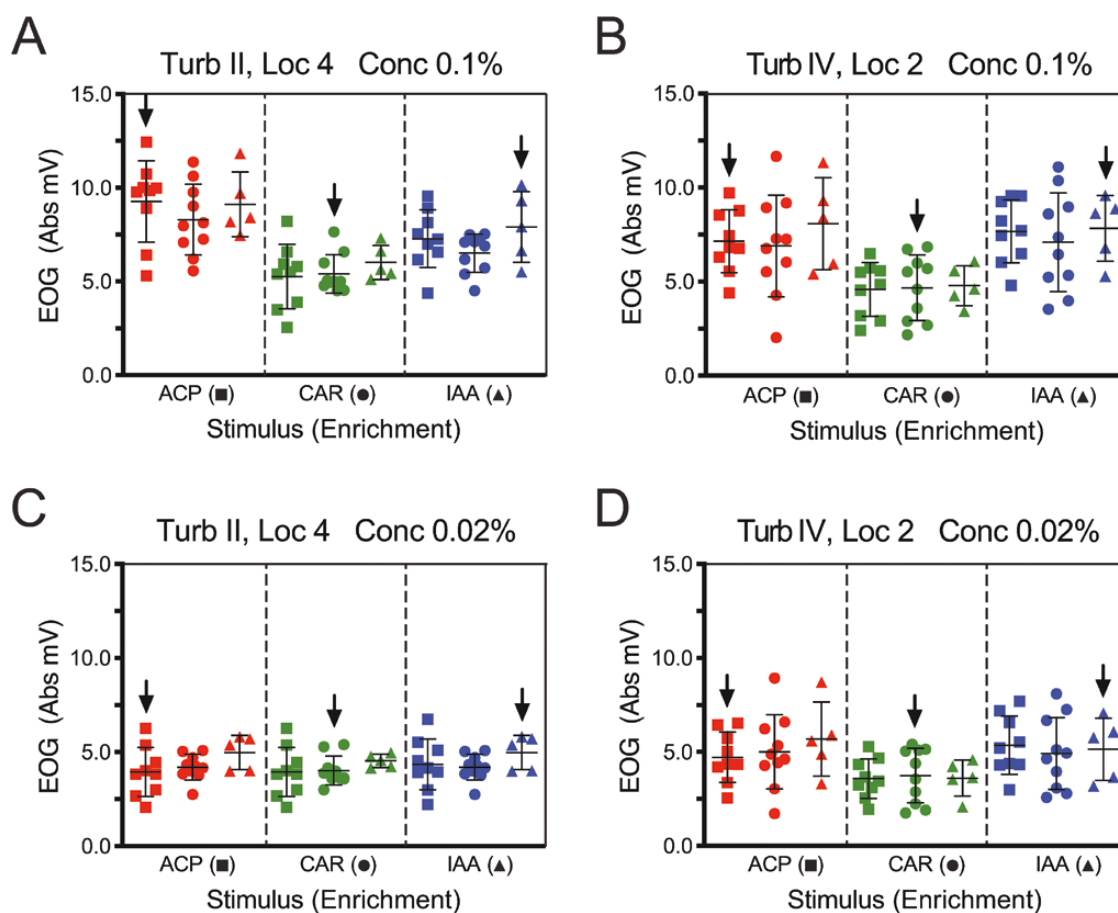 A
Turb II, Loc 4 Conc 0.1%
EOG (Abs mV)
15.0
10.0
5.0
0.0
ACP (■) CAR (●) IAA (▲)
Stimulus (Enrichment)
B
Turb IV, Loc 2 Conc 0.1%
EOG (Abs mV)
15.0
10.0
5.0
0.0
ACP (■) CAR (●) IAA (▲)
Stimulus (Enrichment)
C
Turb II, Loc 4 Conc 0.02%
EOG (Abs mV)
15.0
10.0
5.0
0.0
ACP (■) CAR (●) IAA (▲)
Stimulus (Enrichment)
D
Turb IV, Loc 2 Conc 0.02%
EOG (Abs mV)
15.0
10.0
5.0
0.0
ACP (■) CAR (●) IAA (▲)
Stimulus (Enrichment)